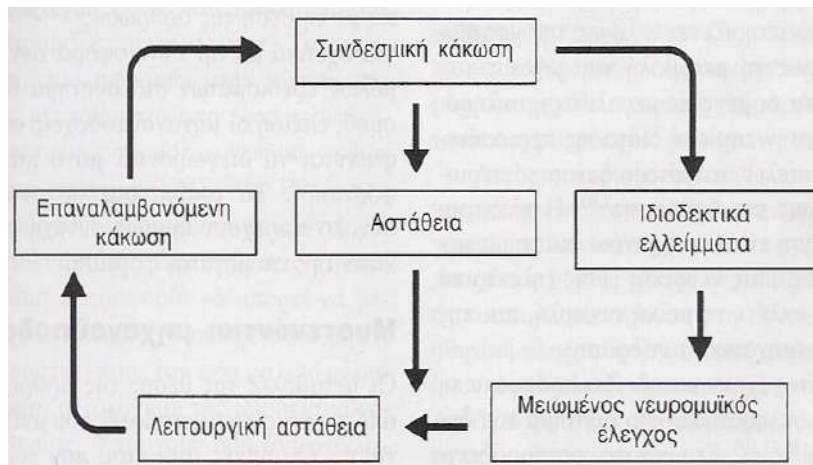 Συνδεσμική κάκωση
Επαναλαμβανόμενη
κάκωση
Αστάθεια
Ιδιοδεκτικά
ελλείμματα
Λειτουργική αστάθεια
Μειωμένος νευρομυϊκός
έλεγχος